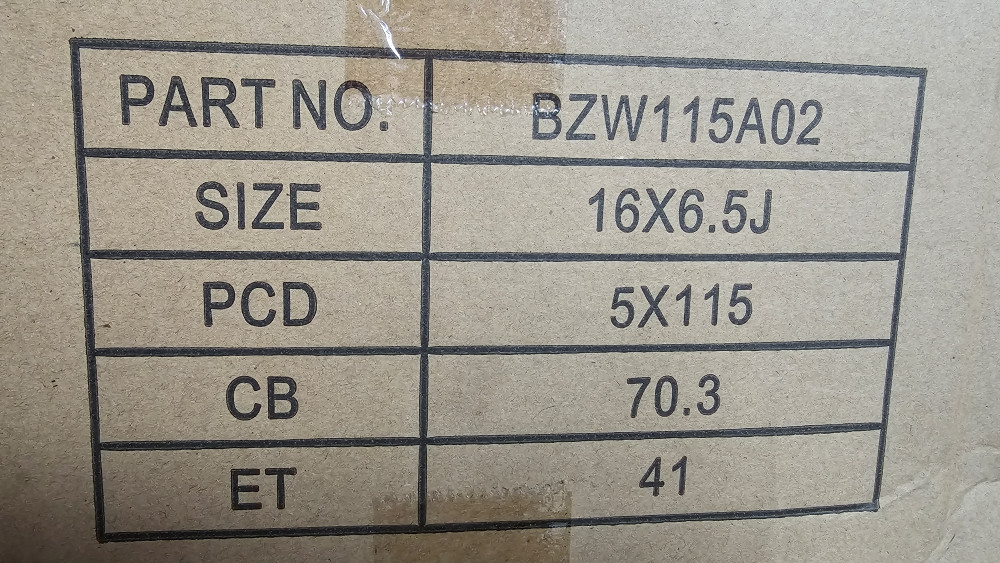 PART NO. BZW115A02
SIZE 16X6.5J
PCD 5X115
CB 70.3
ET 41